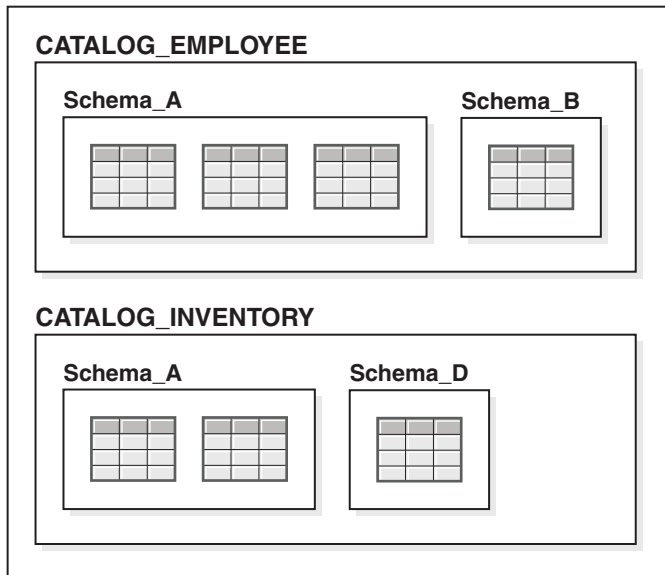 CATALOG_EMPLOYEE
Schema_A
Schema_B
CATALOG_INVENTORY
Schema_A
Schema_D